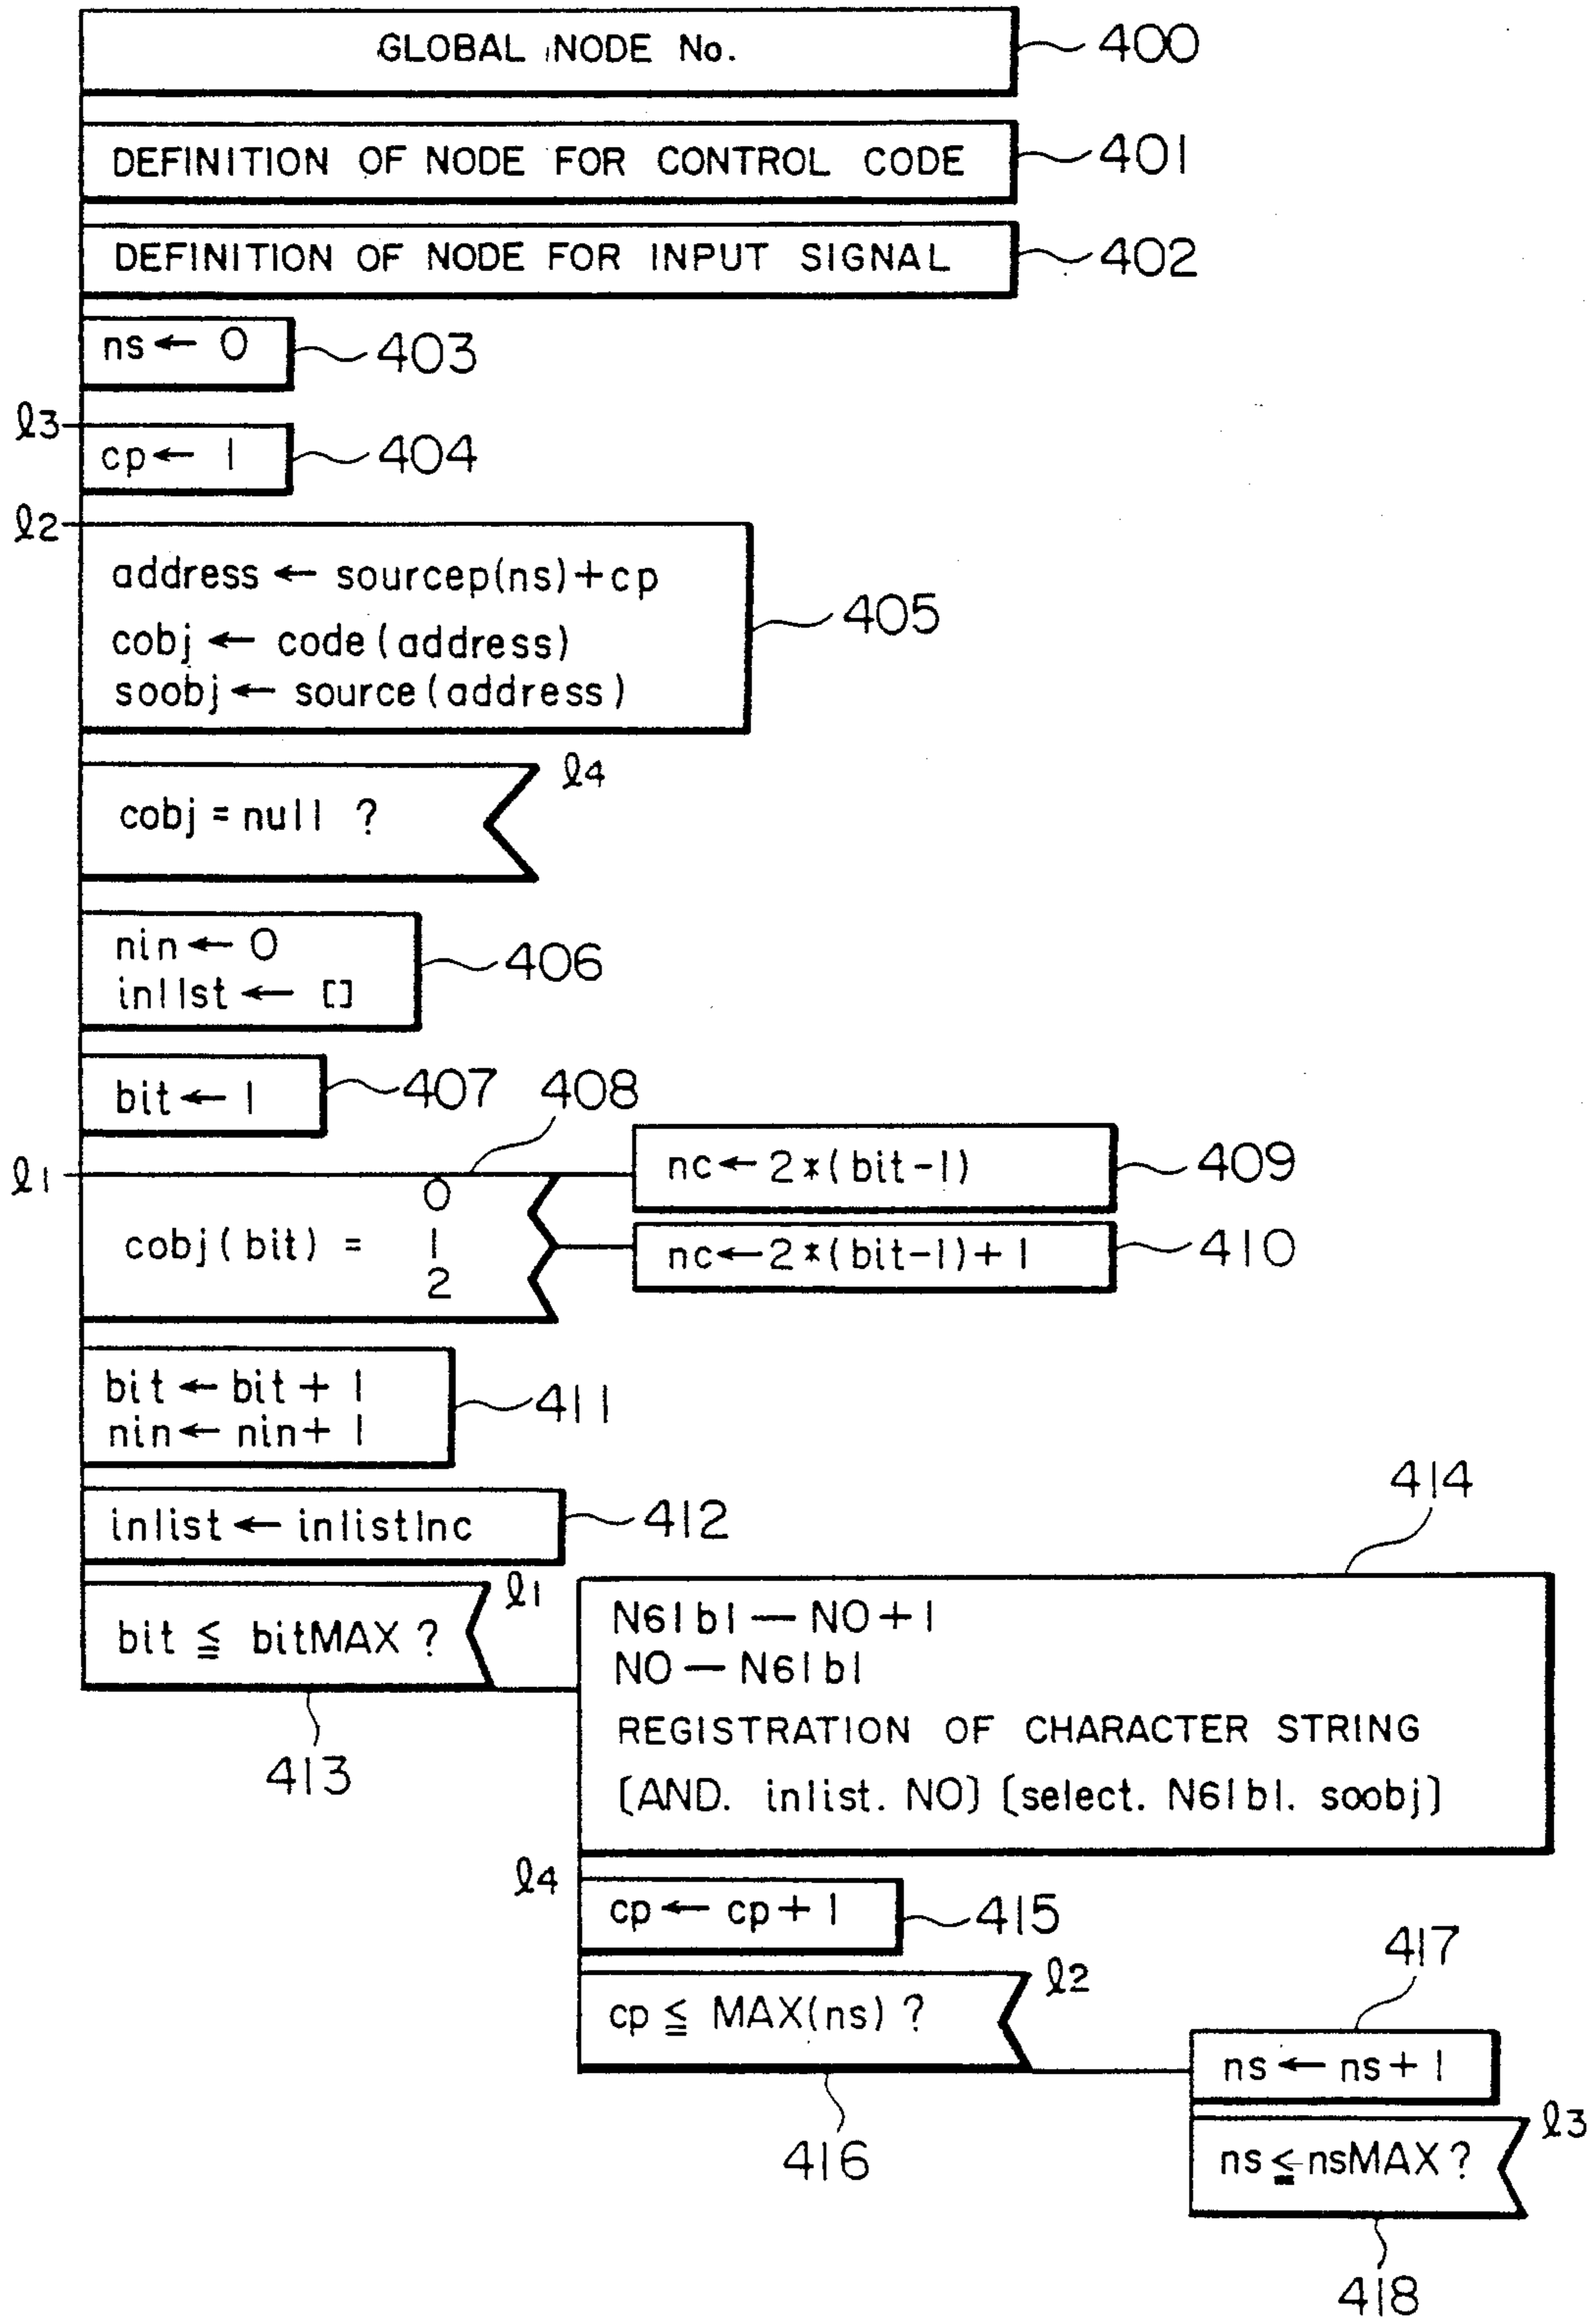 GLOBAL NODE No.
400
DEFINITION OF NODE FOR CONTROL CODE
401
DEFINITION OF NODE FOR INPUT SIGNAL
402
ns ← 0
403
ℓ3
cp ← 1
404
ℓ2
address ← sourcep(ns)+cp
cobj ← code(address)
soobj ← source(address)
405
ℓ4
cobj = null ?
nin ← 0
inlist ← []
406
bit ← 1
407
408
ℓ1
nc ← 2*(bit-1)
409
0
cobj(bit) = 1
2
nc ← 2*(bit-1)+1
410
bit ← bit + 1
nin ← nin + 1
411
inlist ← inlist|nc
412
414
ℓ1
bit ≦ bitMAX ?
413
N61b1 — NO+1
NO — N61b1
REGISTRATION OF CHARACTER STRING
[AND. inlist. NO] [select. N61b1. soobj]
ℓ4
cp ← cp + 1
415
ℓ2
cp ≦ MAX(ns) ?
416
417
ns ← ns + 1
ℓ3
ns ≦ nsMAX ?
418